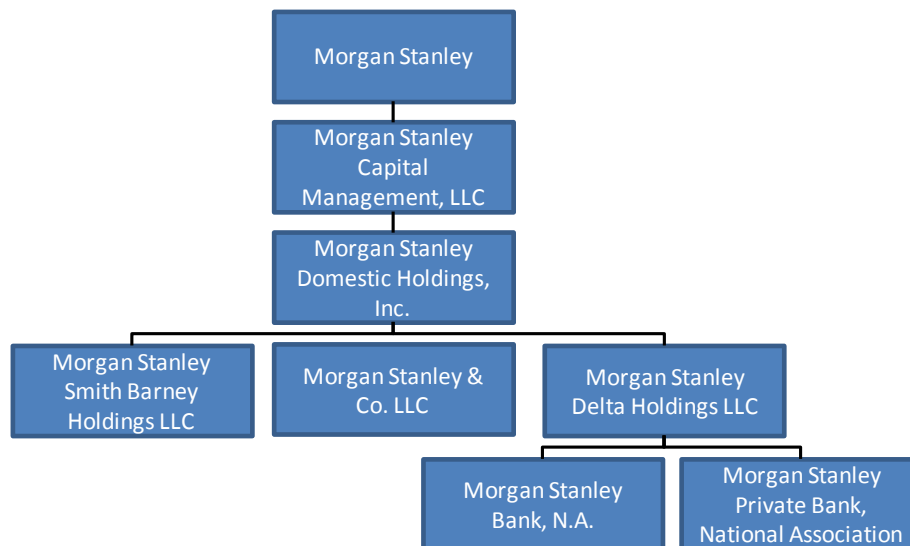 Morgan Stanley
Morgan Stanley
Capital
Management, LLC
Morgan Stanley
Domestic Holdings,
Inc.
Morgan Stanley
Smith Barney
Holdings LLC
Morgan Stanley &
Co. LLC
Morgan Stanley
Delta Holdings LLC
Morgan Stanley
Bank, N.A.
Morgan Stanley
Private Bank,
National Association